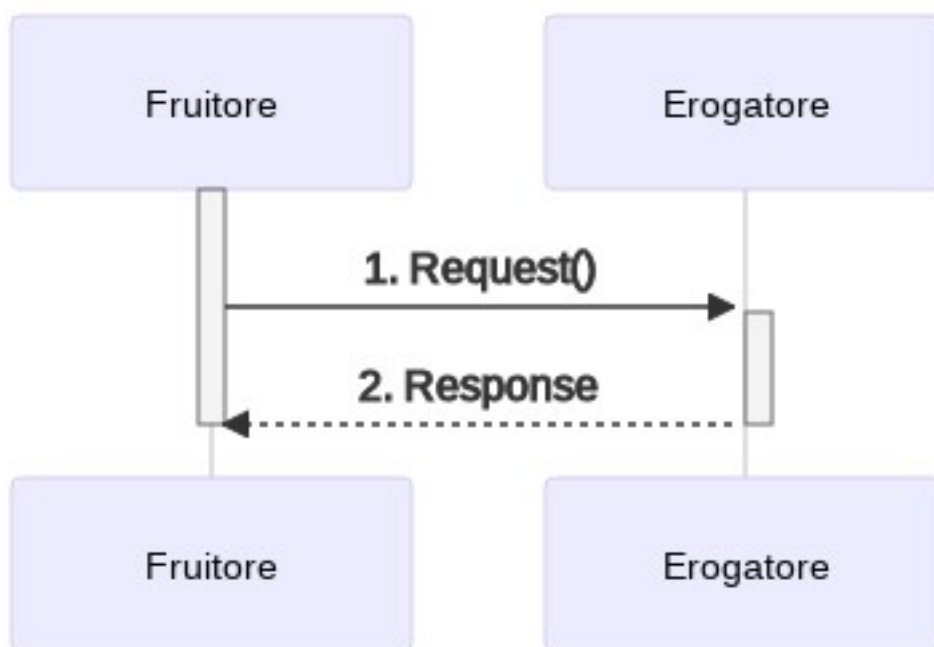 Fruitore
Erogatore
1. Request()
2. Response
Fruitore
Erogatore